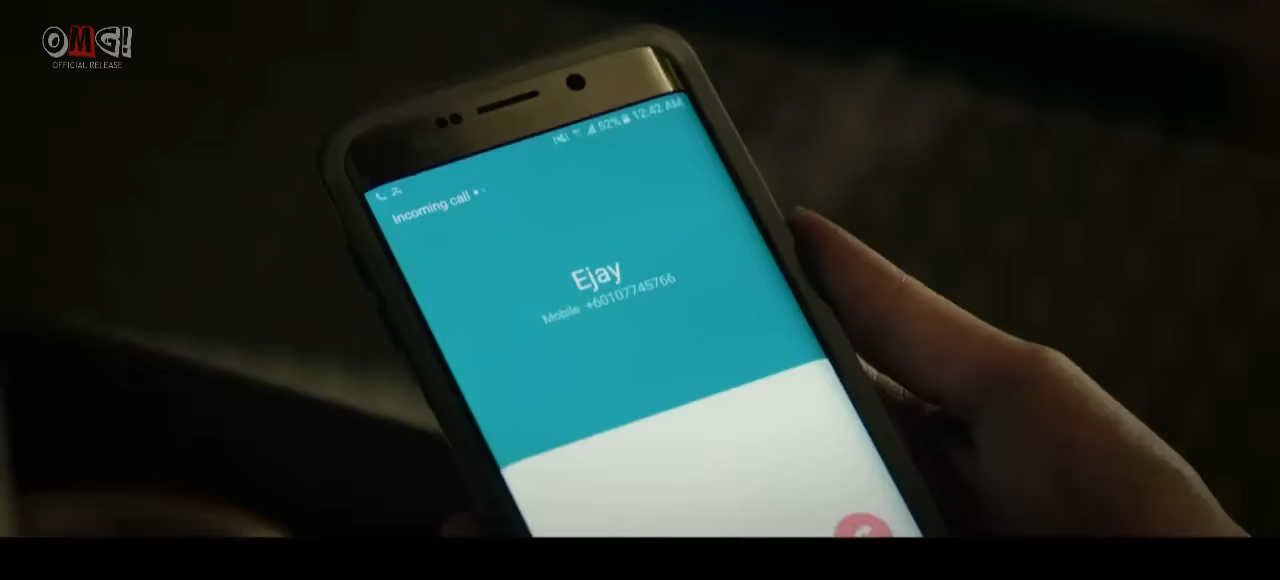 OMG!
OFFICIAL RELEASE
52% 12:42 AM
Incoming call
Ejay
Mobile +60107745766